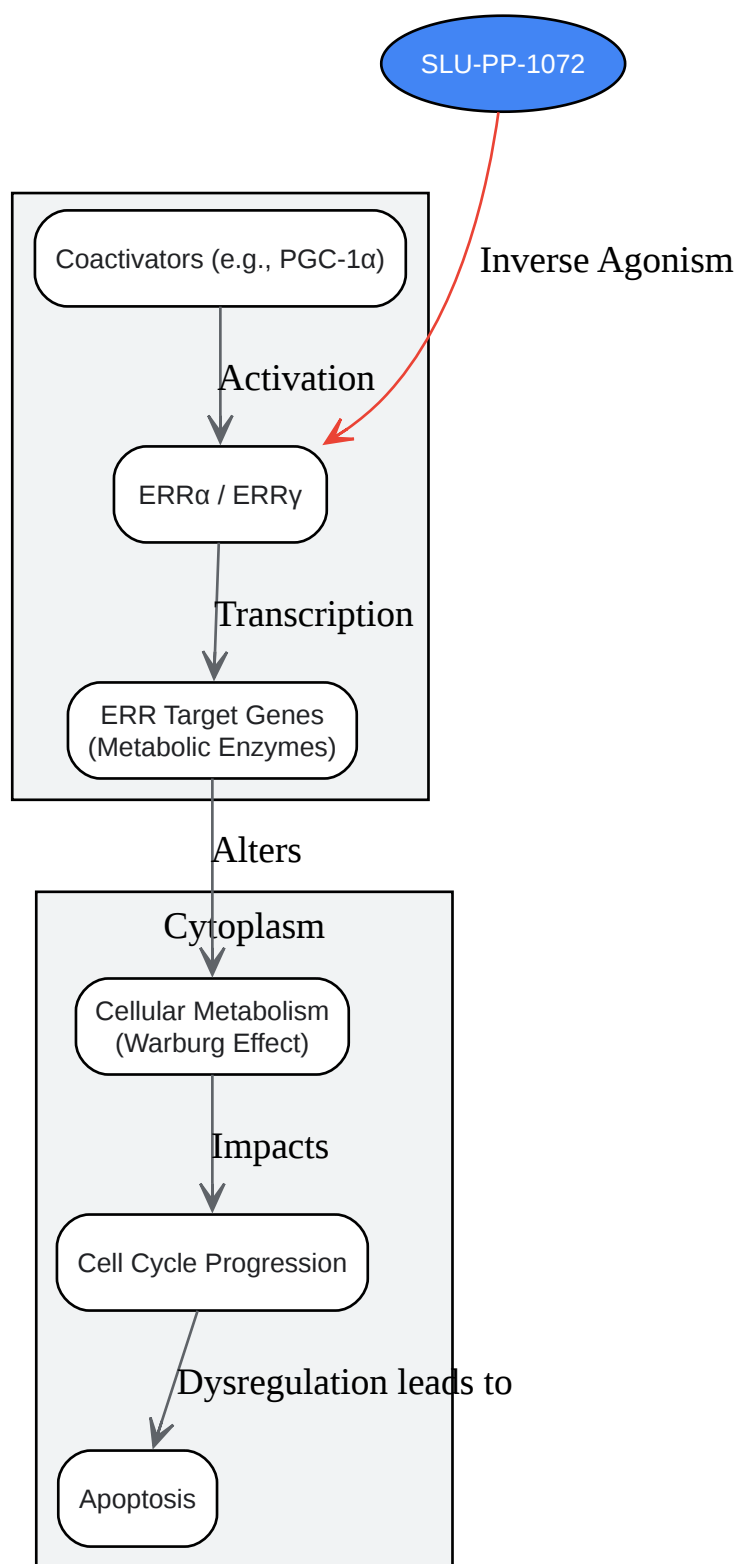 SLU-PP-1072
Inverse Agonism
Coactivators (e.g., PGC-1α)
Activation
ERRα / ERRγ
Transcription
ERR Target Genes
(Metabolic Enzymes)
Alters
Cytoplasm
Cellular Metabolism
(Warburg Effect)
Impacts
Cell Cycle Progression
Dysregulation leads to
Apoptosis